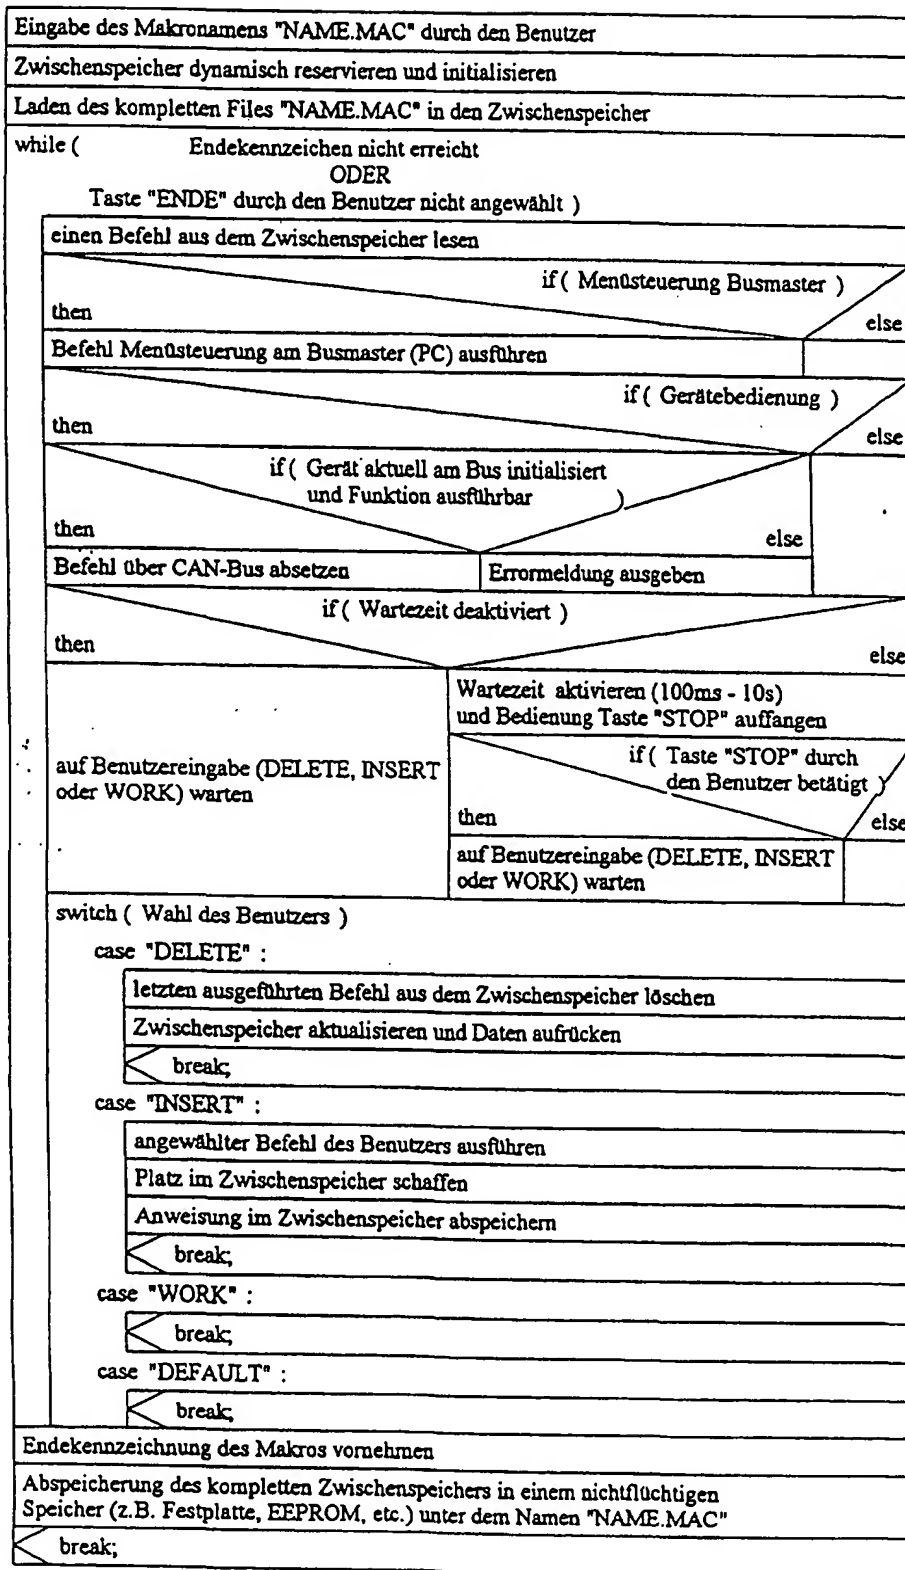 Eingabe des Makronamens "NAME.MAC" durch den Benutzer
Zwischenspeicher dynamisch reservieren und initialisieren
Laden des kompletten Files "NAME.MAC" in den Zwischenspeicher
while ( Endekennzeichen nicht erreicht
ODER
Taste "ENDE" durch den Benutzer nicht angewählt )
einen Befehl aus dem Zwischenspeicher lesen
if ( Menüsteuerung Busmaster )
then else
Befehl Menüsteuerung am Busmaster (PC) ausführen
if ( Gerätebedienung )
then else
if ( Gerät aktuell am Bus initialisiert
und Funktion ausführbar )
then else
Befehl über CAN-Bus absetzen Errormeldung ausgeben
if ( Wartezeit deaktiviert )
then else
Wartezeit aktivieren (100ms - 10s)
und Bedienung Taste "STOP" auffangen
auf Benutzereingabe (DELETE, INSERT
oder WORK) warten
if ( Taste "STOP" durch
den Benutzer betätigt )
then else
auf Benutzereingabe (DELETE, INSERT
oder WORK) warten
switch ( Wahl des Benutzers )
case "DELETE" :
letzten ausgeführten Befehl aus dem Zwischenspeicher löschen
Zwischenspeicher aktualisieren und Daten aufrücken
break;
case "INSERT" :
angewählter Befehl des Benutzers ausführen
Platz im Zwischenspeicher schaffen
Anweisung im Zwischenspeicher abspeichern
break;
case "WORK" :
break;
case "DEFAULT" :
break;
Endekennzeichnung des Makros vornehmen
Abspeicherung des kompletten Zwischenspeichers in einem nichtflüchtigen
Speicher (z.B. Festplatte, EEPROM, etc.) unter dem Namen "NAME.MAC"
break;